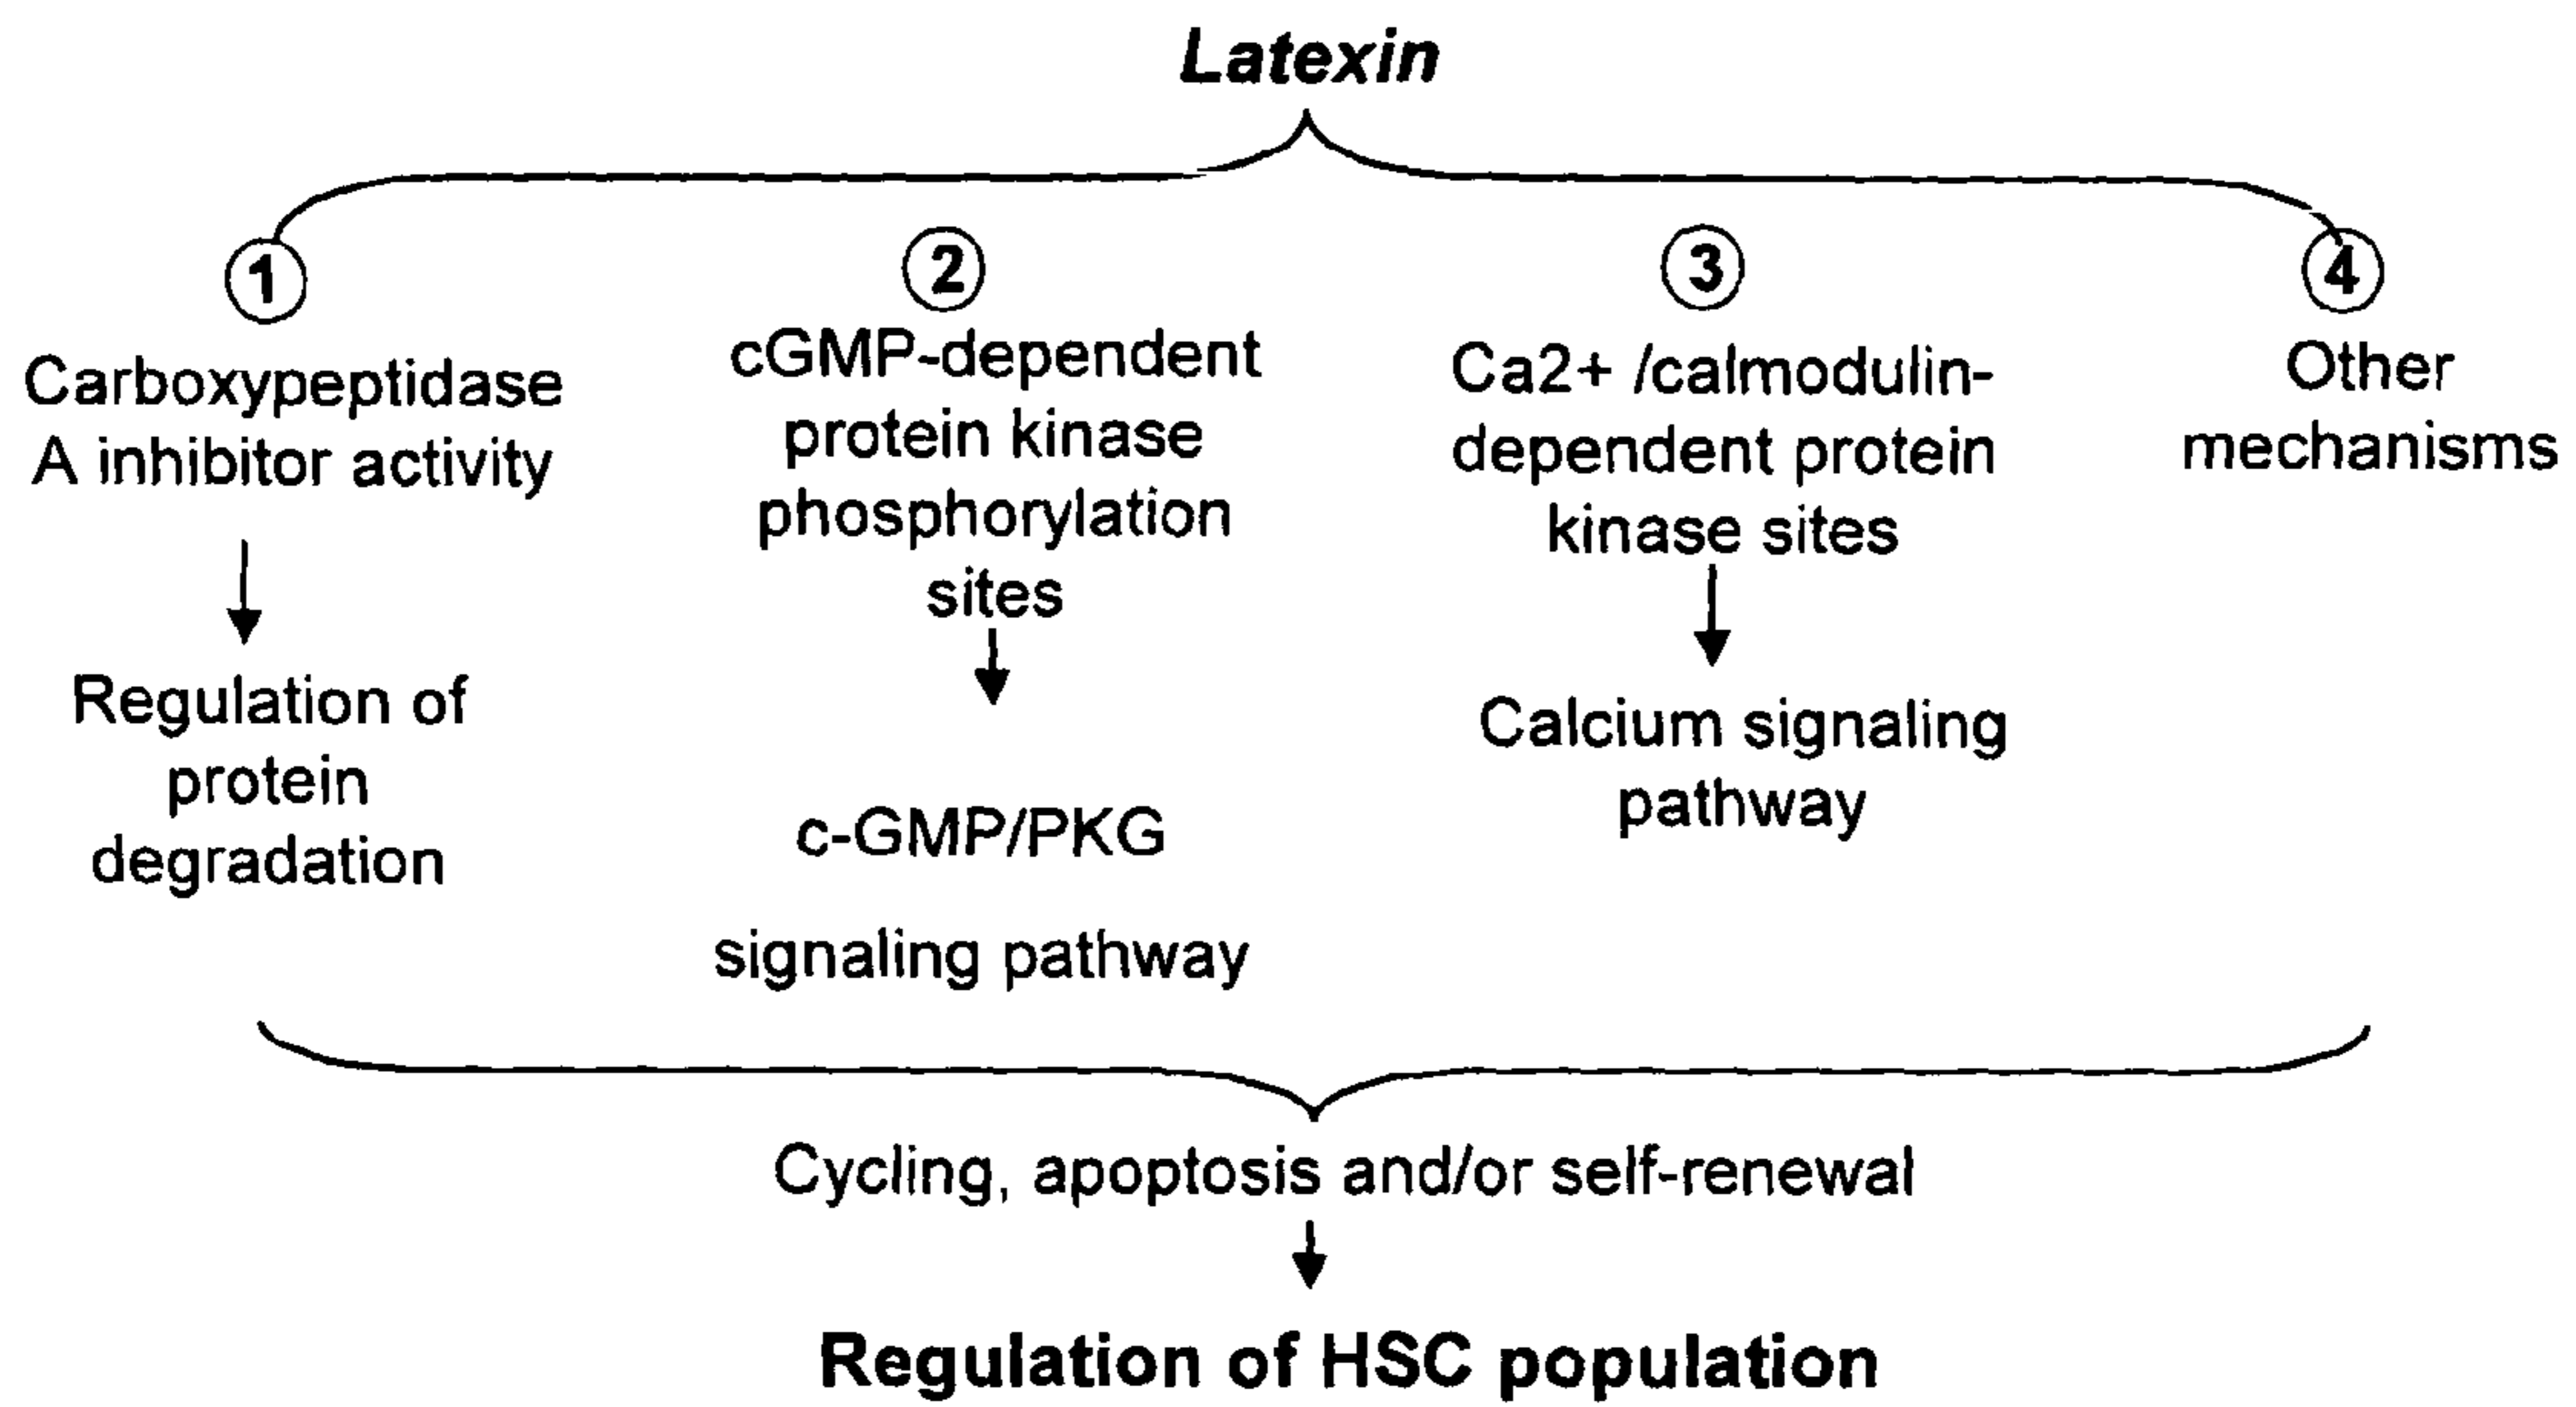 Latexin
1
Carboxypeptidase
A inhibitor activity
Regulation of
protein
degradation
2
cGMP-dependent
protein kinase
phosphorylation
sites
c-GMP/PKG
signaling pathway
3
Ca2+ /calmodulin-
dependent protein
kinase sites
Calcium signaling
pathway
4
Other
mechanisms
Cycling, apoptosis and/or self-renewal
Regulation of HSC population